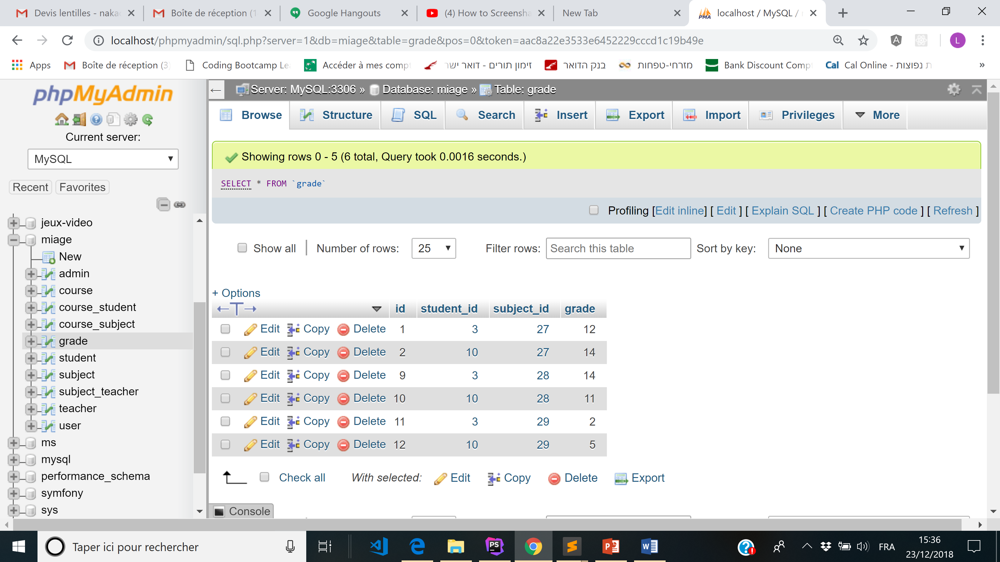 Devis lentilles - naka
Boîte de réception (1
Google Hangouts
(4) How to Screensha
New Tab
localhost / MySQL /
localhost/phpmyadmin/sql.php?server=1&db=miage&table=grade&pos=0&token=aac8a22e3533e6452229cccd1c19b49e
L
Apps
Boîte de réception (3)
Coding Bootcamp Le
Accéder à mes compt
זימון תורים - דואר ישר
בנק הדואר
מזרחי-טפחות
Bank Discount Comp
Cal Cal Online - ת נפוצות
»
phpMyAdmin
Current server:
MySQL
Recent Favorites
jeux-video
miage
New
admin
course
course_student
course_subject
grade
student
subject
subject_teacher
teacher
user
ms
mysql
performance_schema
symfony
sys
Server: MySQL:3306 » Database: miage » Table: grade
Browse Structure SQL Search Insert Export Import Privileges More
Showing rows 0 - 5 (6 total, Query took 0.0016 seconds.)
SELECT * FROM `grade`
Profiling [Edit inline] [ Edit ] [ Explain SQL ] [ Create PHP code ] [ Refresh ]
Show all | Number of rows: 25 Filter rows: Search this table Sort by key: None
+ Options
id student_id subject_id grade
Edit Copy Delete 1 3 27 12
Edit Copy Delete 2 10 27 14
Edit Copy Delete 9 3 28 14
Edit Copy Delete 10 10 28 11
Edit Copy Delete 11 3 29 2
Edit Copy Delete 12 10 29 5
Check all With selected: Edit Copy Delete Export
Console
Taper ici pour rechercher
FRA
15:36
23/12/2018